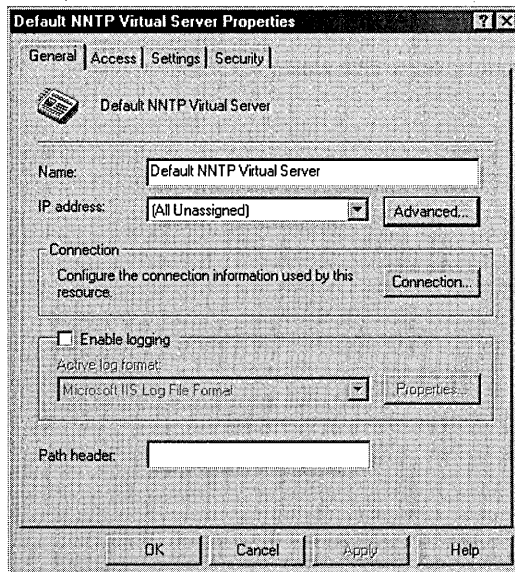 Default NNTP Virtual Server Properties
General Access Settings Security
Default NNTP Virtual Server
Name: Default NNTP Virtual Server
IP address: (All Unassigned) Advanced...
Connection
Configure the connection information used by this Connection...
resource.
Enable logging
Active log format:
Microsoft IIS Log File Format Properties...
Path header:
OK Cancel Apply Help